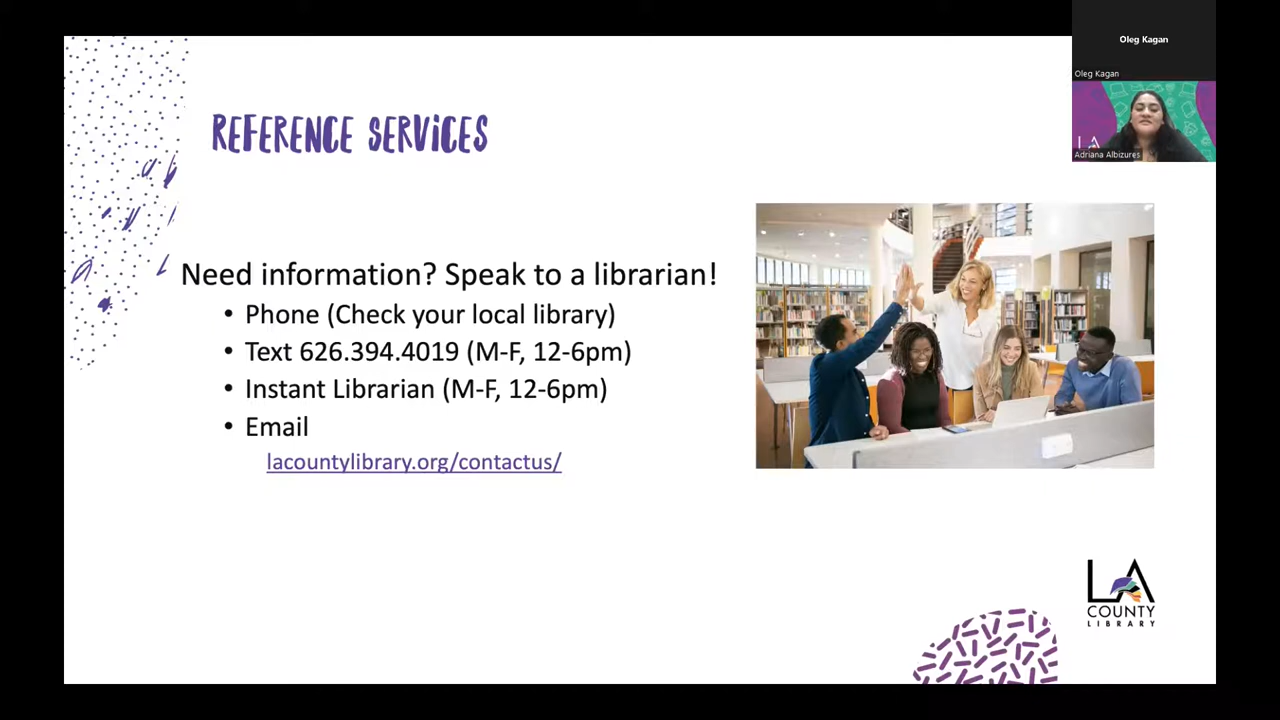 Oleg Kagan
Oleg Kagan
Adriana Albizures
LA
REFERENCE SERVICES
Need information? Speak to a librarian!
• Phone (Check your local library)
• Text 626.394.4019 (M-F, 12-6pm)
• Instant Librarian (M-F, 12-6pm)
• Email
lacountylibrary.org/contactus/
LA
COUNTY
LIBRARY